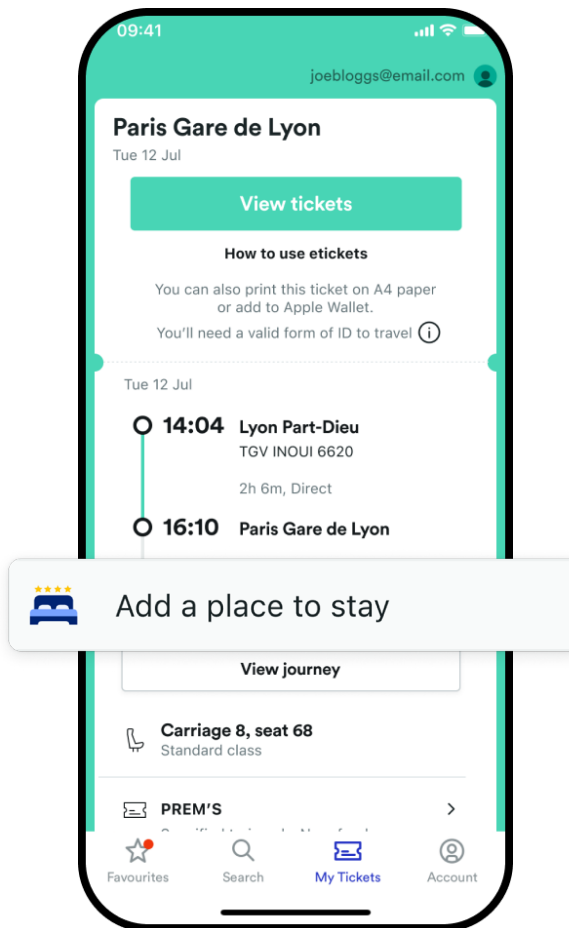 09:41
joebloggs@email.com
Paris Gare de Lyon
Tue 12 Jul
View tickets
How to use etickets
You can also print this ticket on A4 paper
or add to Apple Wallet.
You'll need a valid form of ID to travel
Tue 12 Jul
14:04 Lyon Part-Dieu
TGV INOUI 6620
2h 6m, Direct
16:10 Paris Gare de Lyon
Add a place to stay
View journey
Carriage 8, seat 68
Standard class
PREM'S
Favourites Search My Tickets Account